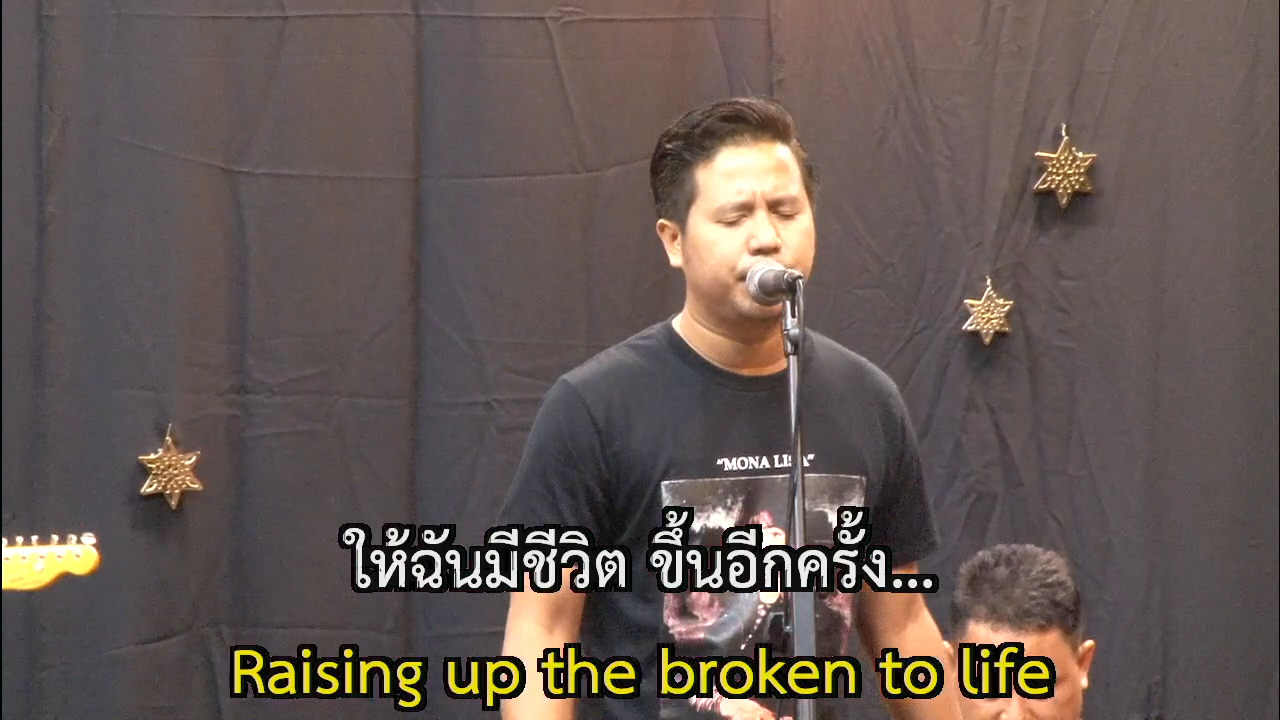 "MONA LISA"
ให้ฉันมีชีวิต ขึ้นอีกครั้ง...
Raising up the broken to life